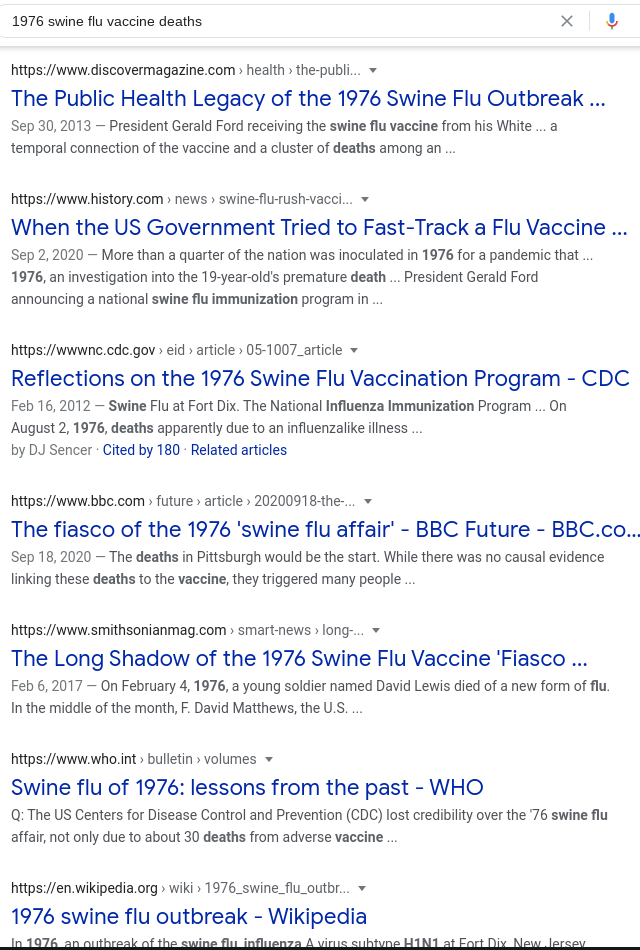 1976 swine flu vaccine deaths
https://www.discovermagazine.com › health › the-publi...
The Public Health Legacy of the 1976 Swine Flu Outbreak ...
Sep 30, 2013 — President Gerald Ford receiving the swine flu vaccine from his White ... a
temporal connection of the vaccine and a cluster of deaths among an ...
https://www.history.com › news › swine-flu-rush-vacci...
When the US Government Tried to Fast-Track a Flu Vaccine ...
Sep 2, 2020 — More than a quarter of the nation was inoculated in 1976 for a pandemic that ...
1976, an investigation into the 19-year-old's premature death ... President Gerald Ford
announcing a national swine flu immunization program in ...
https://wwwnc.cdc.gov › eid › article › 05-1007_article
Reflections on the 1976 Swine Flu Vaccination Program - CDC
Feb 16, 2012 — Swine Flu at Fort Dix. The National Influenza Immunization Program ... On
August 2, 1976, deaths apparently due to an influenzalike illness ...
by DJ Sencer · Cited by 180 · Related articles
https://www.bbc.com › future › article › 20200918-the-...
The fiasco of the 1976 'swine flu affair' - BBC Future - BBC.co...
Sep 18, 2020 — The deaths in Pittsburgh would be the start. While there was no causal evidence
linking these deaths to the vaccine, they triggered many people ...
https://www.smithsonianmag.com › smart-news › long-...
The Long Shadow of the 1976 Swine Flu Vaccine 'Fiasco ...
Feb 6, 2017 — On February 4, 1976, a young soldier named David Lewis died of a new form of flu.
In the middle of the month, F. David Matthews, the U.S. ...
https://www.who.int › bulletin › volumes
Swine flu of 1976: lessons from the past - WHO
Q: The US Centers for Disease Control and Prevention (CDC) lost credibility over the '76 swine flu
affair, not only due to about 30 deaths from adverse vaccine ...
https://en.wikipedia.org › wiki › 1976_swine_flu_outbr...
1976 swine flu outbreak - Wikipedia
In 1976, an outbreak of the swine flu, influenza A virus subtype H1N1 at Fort Dix, New Jersey